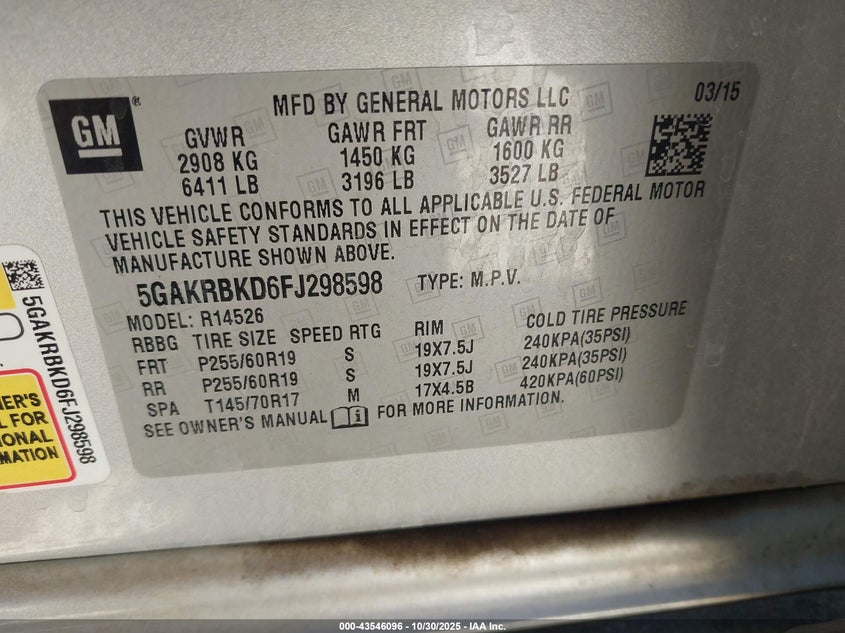 GM
MFD BY GENERAL MOTORS LLC
03/15
GVWR GAWR FRT GAWR RR
2908 KG 1450 KG 1600 KG
6411 LB 3196 LB 3527 LB
THIS VEHICLE CONFORMS TO ALL APPLICABLE U.S. FEDERAL MOTOR
VEHICLE SAFETY STANDARDS IN EFFECT ON THE DATE OF
MANUFACTURE SHOWN ABOVE.
5GAKRBKD6FJ298598 TYPE: M.P.V.
MODEL: R14526
RBBG TIRE SIZE SPEED RTG RIM COLD TIRE PRESSURE
FRT P255/60R19 S 19X7.5J 240KPA(35PSI)
RR P255/60R19 S 19X7.5J 240KPA(35PSI)
SPA T145/70R17 M 17X4.5B 420KPA(60PSI)
SEE OWNER'S MANUAL FOR MORE INFORMATION.
5GAKRBKD6FJ298598
FOR
000-43546096 - 10/30/2025 - IAA Inc.